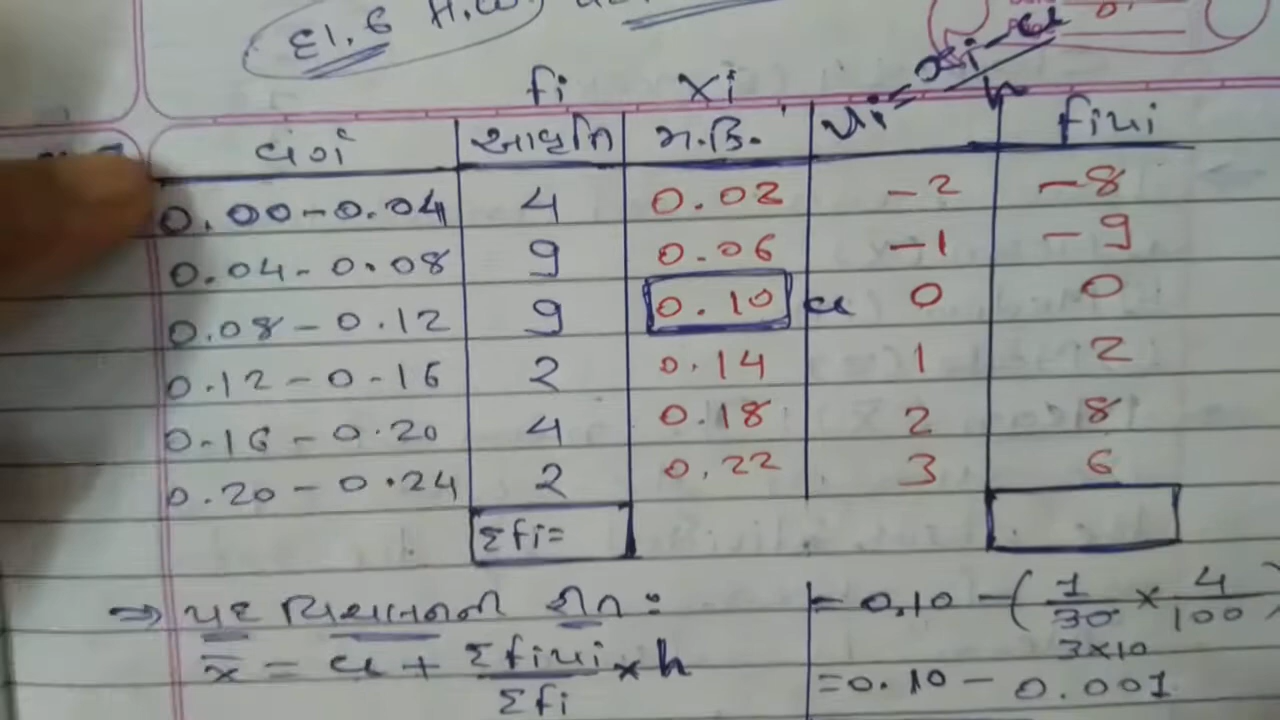 દા.6 H.W.
fi xi
વર્ગ આવૃત્તિ મ.કિં. ui = xi - a / h fiui
0.00-0.04 4 0.02 -2 -8
0.04-0.08 9 0.06 -1 -9
0.08-0.12 9 0.10 a 0 0
0.12-0.16 2 0.14 1 2
0.16-0.20 4 0.18 2 8
0.20-0.24 2 0.22 3 6
Σfi=
⇒ પદ વિચલનની રીત:
x̄ = a + Σfiui/Σfi × h
= 0.10 - (1/30 × 4/100)
3×10
=0.10 - 0.001